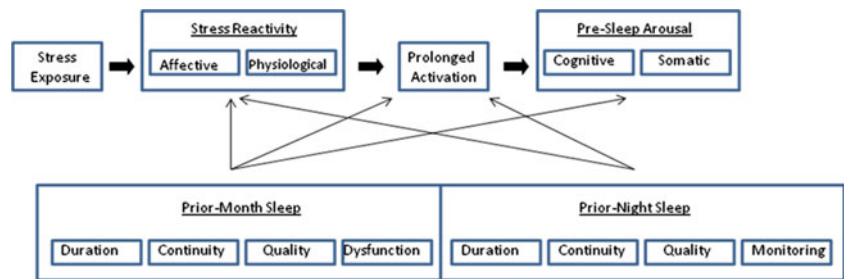 Stress Reactivity
Pre-Sleep Arousal
Stress
Exposure
Affective
Physiological
Prolonged
Activation
Cognitive
Somatic
Prior-Month Sleep
Prior-Night Sleep
Duration
Continuity
Quality
Dysfunction
Duration
Continuity
Quality
Monitoring